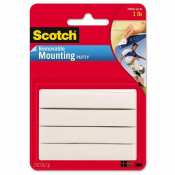 Scotch
Removable
Mounting
PUTTY
1 lb
3M